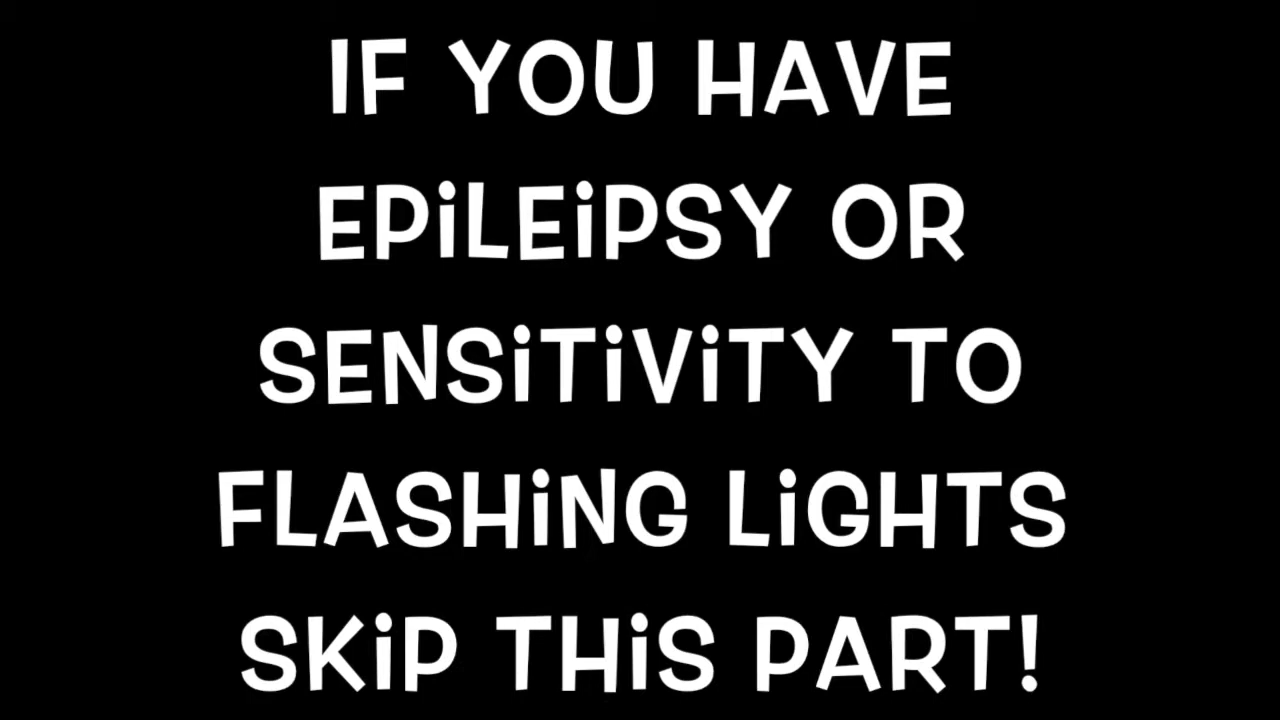 IF YOU HAVE
EPiLEiPSY OR
SENSiTiViTY TO
FLASHiNG LiGHTS
SKiP THiS PART!